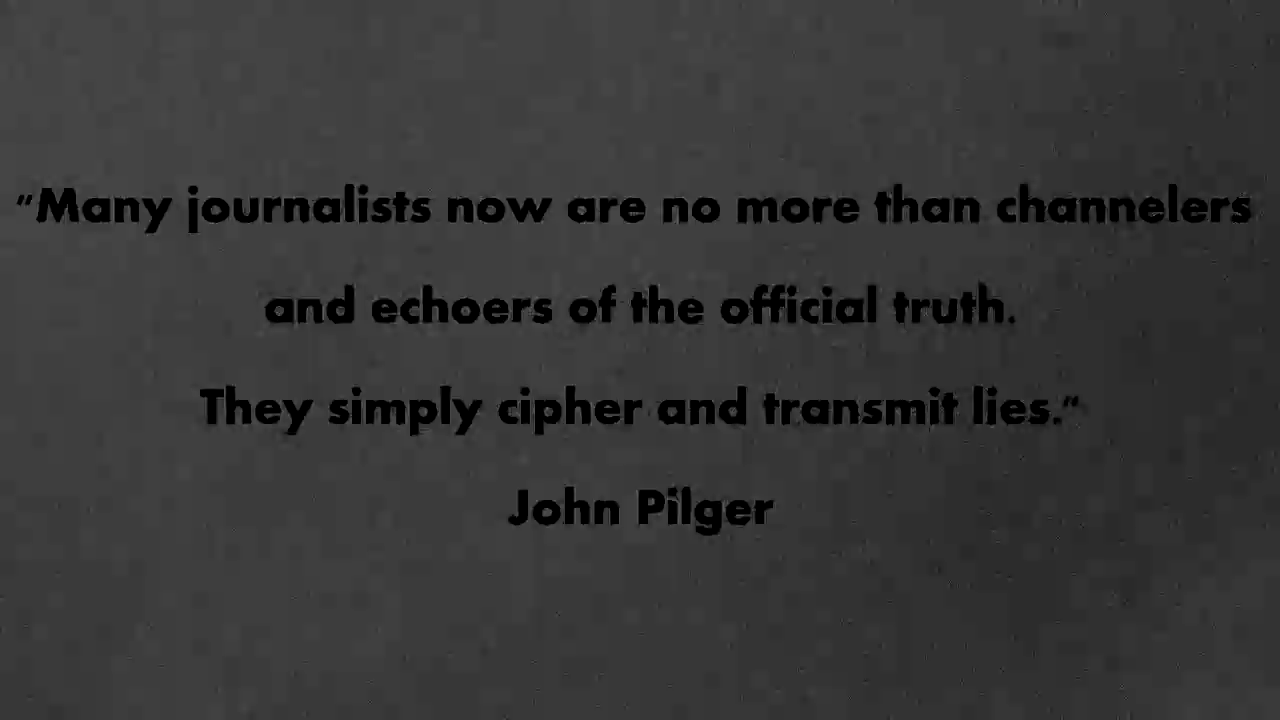 "Many journalists now are no more than channelers
and echoers of the official truth.
They simply cipher and transmit lies."
John Pilger